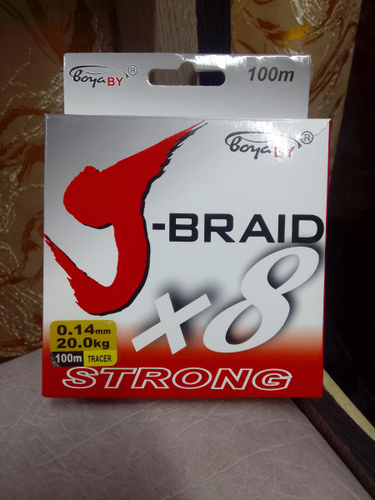 BoyaBY® 100m
BoyaBY®
J-BRAID
x8
0.14mm
20.0kg
100m TRACER
STRONG